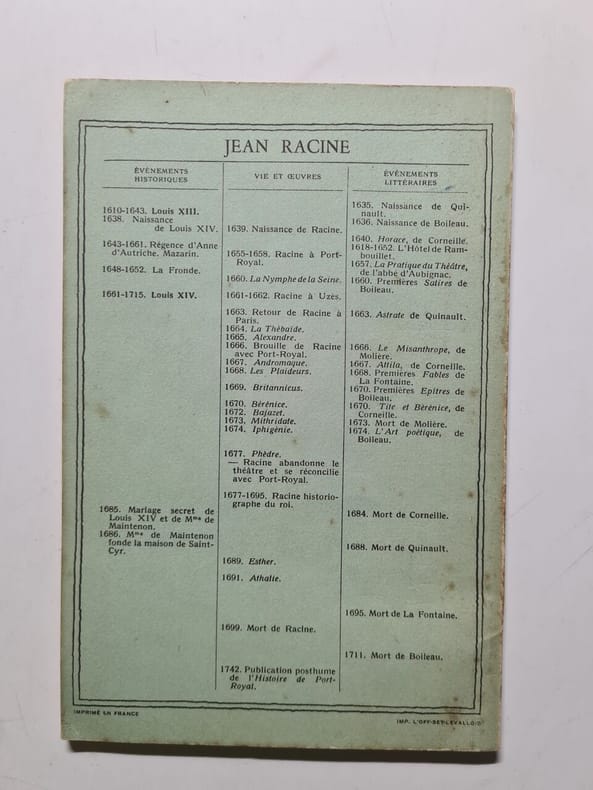 JEAN RACINE
ÉVÉNEMENTS
HISTORIQUES
1610-1643. Louis XIII.
1638. Naissance
de Louis XIV.
1643-1661. Régence d'Anne
d'Autriche. Mazarin.
1648-1652. La Fronde.
1661-1715. Louis XIV.
1685. Mariage secret de
Louis XIV et de Mme de
Maintenon.
1686. Mme de Maintenon
fonde la maison de Saint-
Cyr.
VIE ET ŒUVRES
1639. Naissance de Racine.
1655-1658. Racine à Port-
Royal.
1660. La Nymphe de la Seine.
1661-1662. Racine à Uzès.
1663. Retour de Racine à
Paris.
1664. La Thébaïde.
1665. Alexandre.
1666. Brouille de Racine
avec Port-Royal.
1667. Andromaque.
1668. Les Plaideurs.
1669. Britannicus.
1670. Bérénice.
1672. Bajazet.
1673. Mithridate.
1674. Iphigénie.
1677. Phèdre.
— Racine abandonne le
théâtre et se réconcilie
avec Port-Royal.
1677-1695. Racine historio-
graphe du roi.
1689. Esther.
1691. Athalie.
1699. Mort de Racine.
1742. Publication posthume
de l'Histoire de Port-
Royal.
ÉVÉNEMENTS
LITTÉRAIRES
1635. Naissance de Qui-
nault.
1636. Naissance de Boileau.
1640. Horace, de Corneille.
1618-1652. L'Hôtel de Ram-
bouillet.
1657. La Pratique du Théâtre,
de l'abbé d'Aubignac.
1660. Premières Satires de
Boileau.
1663. Astrate de Quinault.
1666. Le Misanthrope, de
Molière.
1667. Attila, de Corneille.
1668. Premières Fables de
La Fontaine.
1670. Premières Epîtres de
Boileau.
1670. Tite et Bérénice, de
Corneille.
1673. Mort de Molière.
1674. L'Art poétique, de
Boileau.
1684. Mort de Corneille.
1688. Mort de Quinault.
1695. Mort de La Fontaine.
1711. Mort de Boileau.
IMPRIMÉ EN FRANCE
IMP. L'OFF-SET-LEVALLOIS